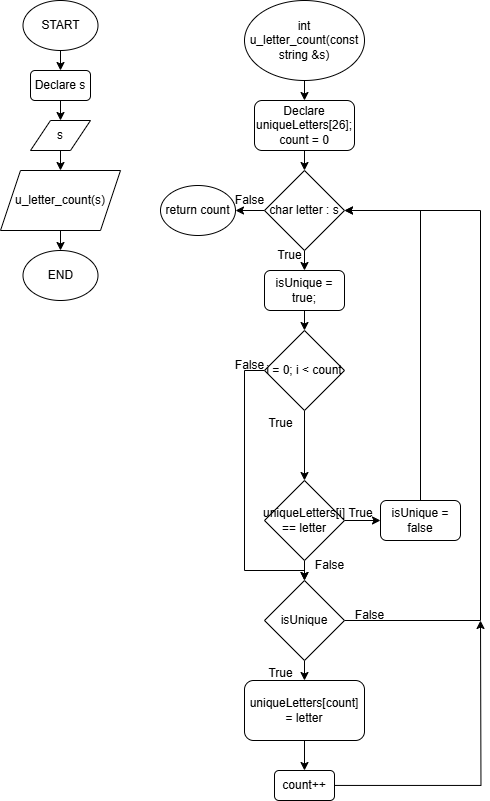 START
Declare s
s
u_letter_count(s)
END
int
u_letter_count(const
string &s)
Declare
uniqueLetters[26];
count = 0
char letter : s
False
return count
True
isUnique =
true;
i = 0; i < count
False
True
uniqueLetters[i]
== letter
True
isUnique =
false
False
isUnique
False
True
uniqueLetters[count]
= letter
count++